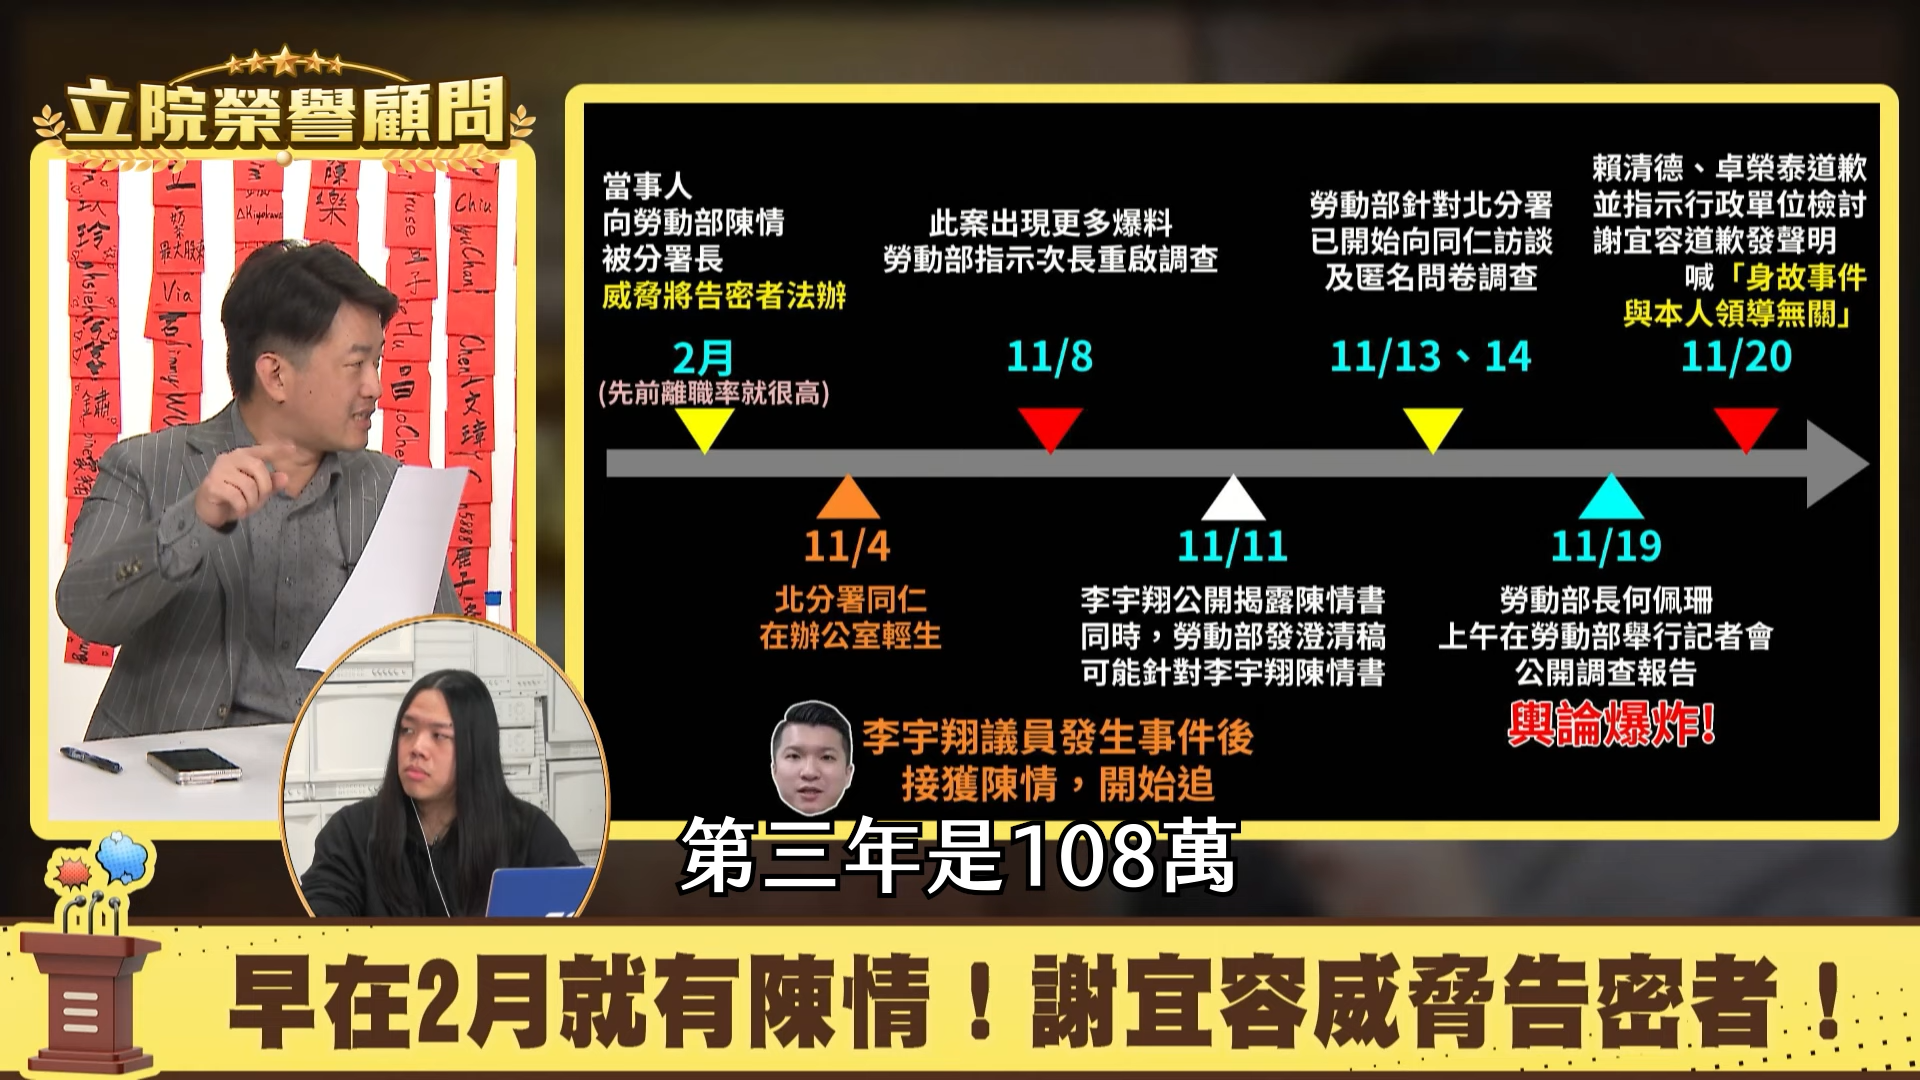 立院榮譽顧問
當事人
向勞動部陳情
被分署長
威脅將告密者法辦
2月
(先前離職率就很高)
此案出現更多爆料
勞動部指示次長重啟調查
11/8
勞動部針對北分署
已開始向同仁訪談
及匿名問卷調查
11/13、14
賴清德、卓榮泰道歉
並指示行政單位檢討
謝宜容道歉發聲明
喊「身故事件
與本人領導無關」
11/20
11/4
北分署同仁
在辦公室輕生
11/11
李宇翔公開揭露陳情書
同時，勞動部發澄清稿
可能針對李宇翔陳情書
11/19
勞動部長何佩珊
上午在勞動部舉行記者會
公開調查報告
輿論爆炸!
李宇翔議員發生事件後
接獲陳情，開始追
Via
Chiu
第三年是108萬
早在2月就有陳情！謝宜容威脅告密者！